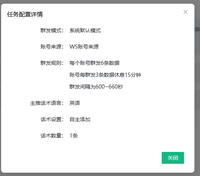 任务配置详情
群发模式： 系统默认模式
账号来源： WS账号来源
群发规则： 每个账号群发6条数据
账号每群发3条数据休息15分钟
群发间隔为600~660秒
主推话术语言： 英语
话术设置： 自主添加
话术数量： 1条
关闭